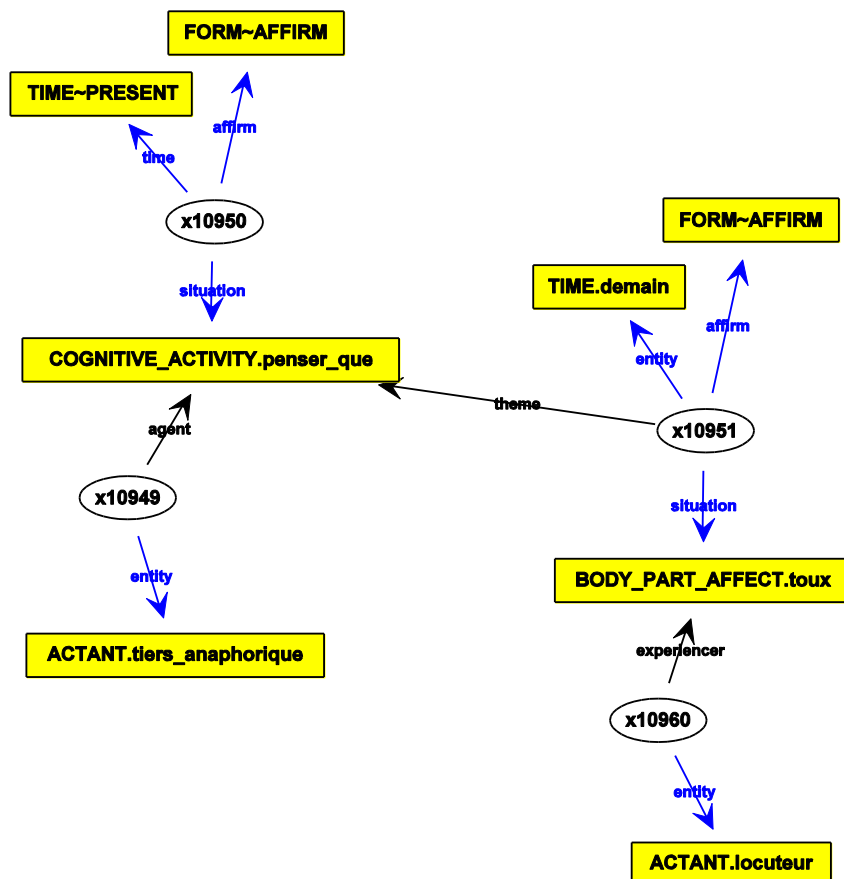 FORM~AFFIRM
TIME~PRESENT
affirm
time
x10950
FORM~AFFIRM
situation
TIME.demain
affirm
COGNITIVE_ACTIVITY.penser_que
entity
theme
agent
x10951
x10949
situation
entity
BODY_PART_AFFECT.toux
ACTANT.tiers_anaphorique
experiencer
x10960
entity
ACTANT.locuteur